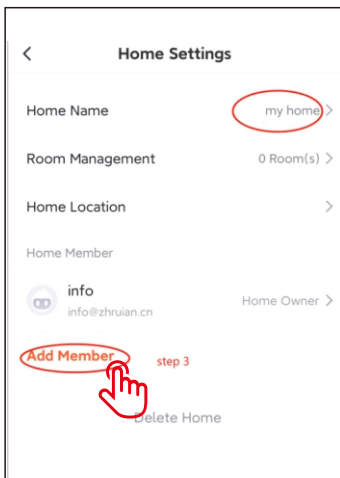 Home Settings
Home Name my home
Room Management 0 Room(s)
Home Location
Home Member
info
info@zhruian.cn
Home Owner
Add Member step 3
Delete Home